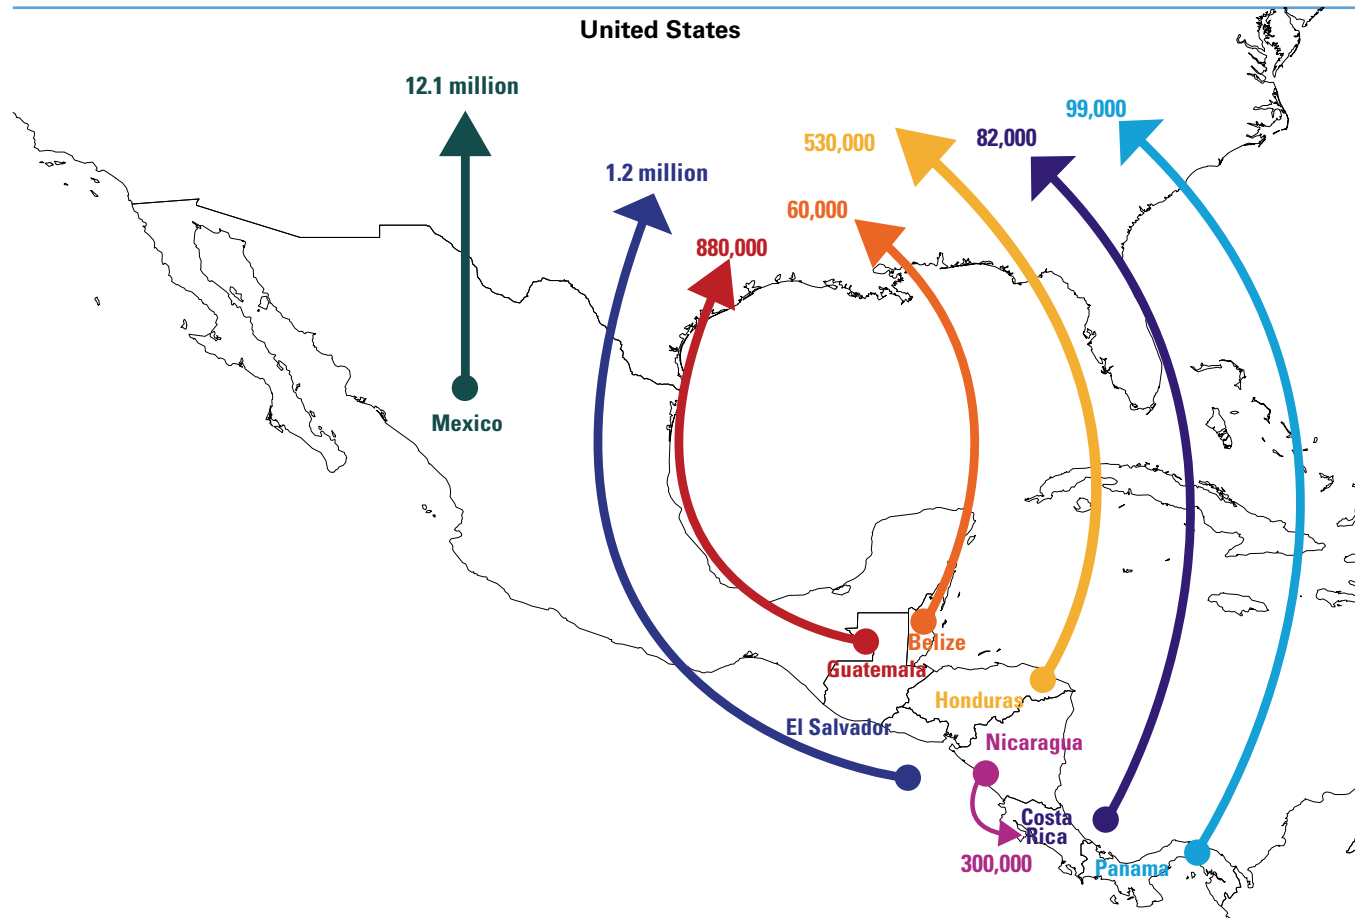 United States
12.1 million
99,000
530,000
82,000
1.2 million
60,000
880,000
Mexico
Belize
Guatemala
Honduras
El Salvador
Nicaragua
Costa
Rica
300,000
Panama